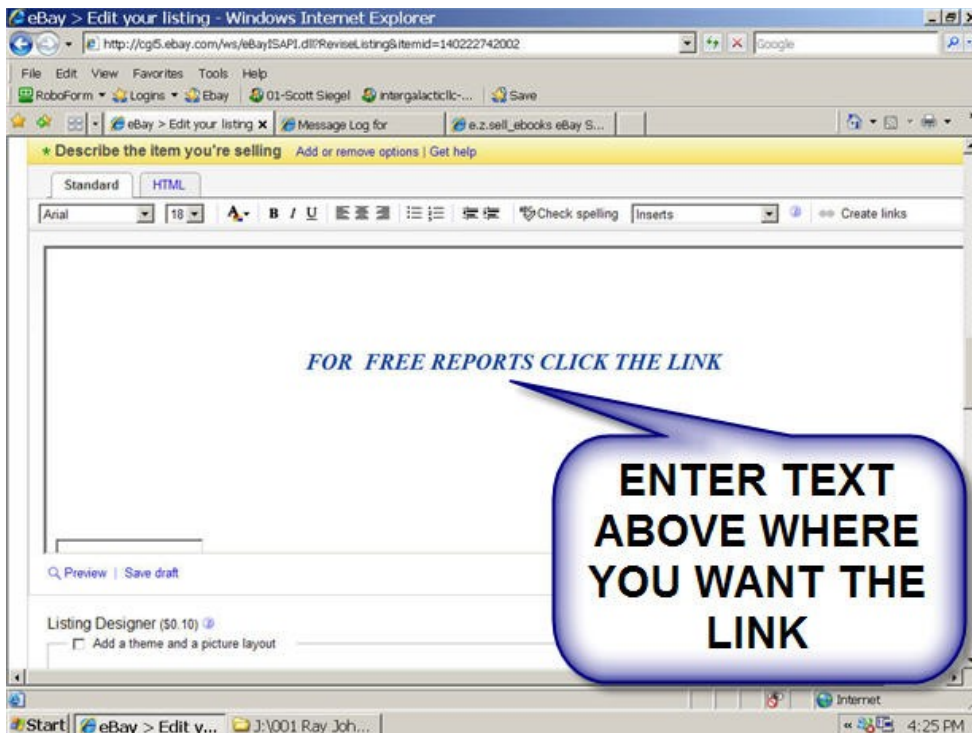 eBay > Edit your listing - Windows Internet Explorer
http://cgi5.ebay.com/ws/eBayISAPI.dll?ReviseListing&itemid=140222742002 Google
File Edit View Favorites Tools Help
RoboForm Logins Ebay 01-Scott Siegel intergalacticllc-... Save
eBay > Edit your listing Message Log for e.z.sell_ebooks eBay S...
* Describe the item you're selling Add or remove options | Get help
Standard HTML
Arial 18 A B I U Check spelling Inserts Create links
FOR FREE REPORTS CLICK THE LINK
ENTER TEXT
ABOVE WHERE
YOU WANT THE
LINK
Preview | Save draft
Listing Designer ($0.10)
Add a theme and a picture layout
Internet
Start eBay > Edit y... J:\001 Ray Joh... « 4:25 PM